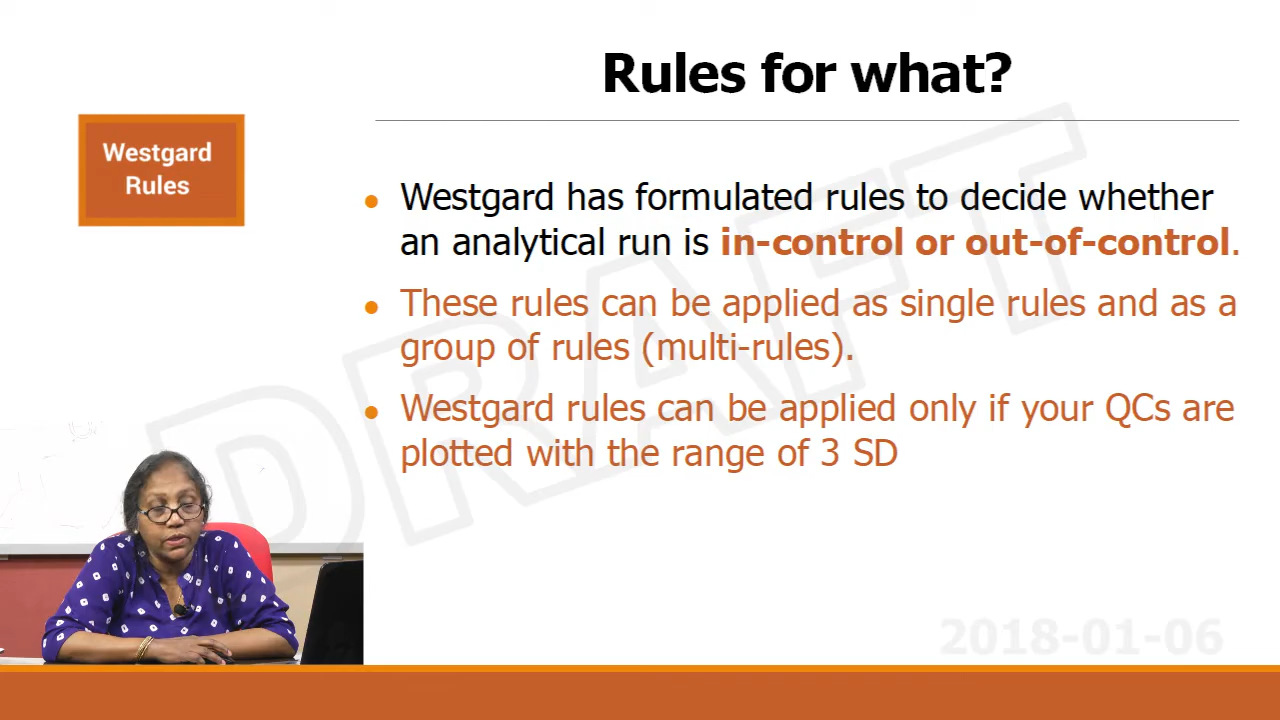 Rules for what?
Westgard
Rules
Westgard has formulated rules to decide whether
an analytical run is in-control or out-of-control.
These rules can be applied as single rules and as a
group of rules (multi-rules).
Westgard rules can be applied only if your QCs are
plotted with the range of 3 SD
DRAFT
2018-01-06